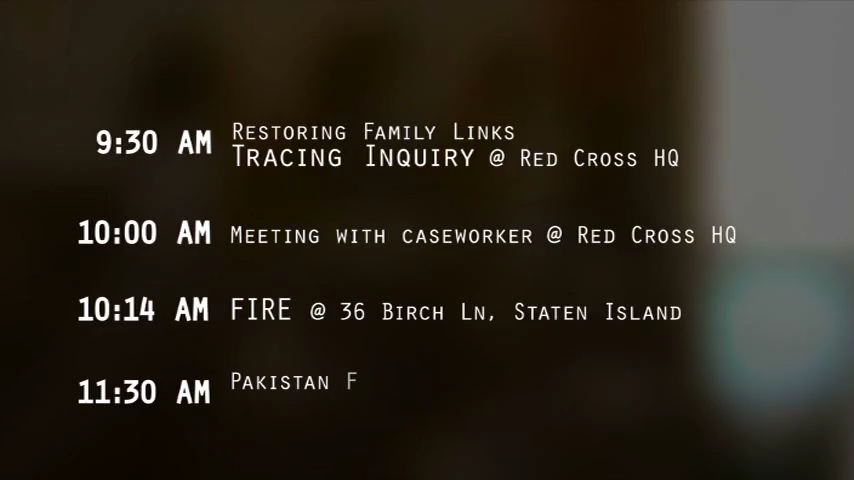 9:30 AM Restoring Family Links
Tracing Inquiry @ Red Cross HQ
10:00 AM Meeting with caseworker @ Red Cross HQ
10:14 AM FIRE @ 36 Birch Ln, Staten Island
11:30 AM Pakistan F